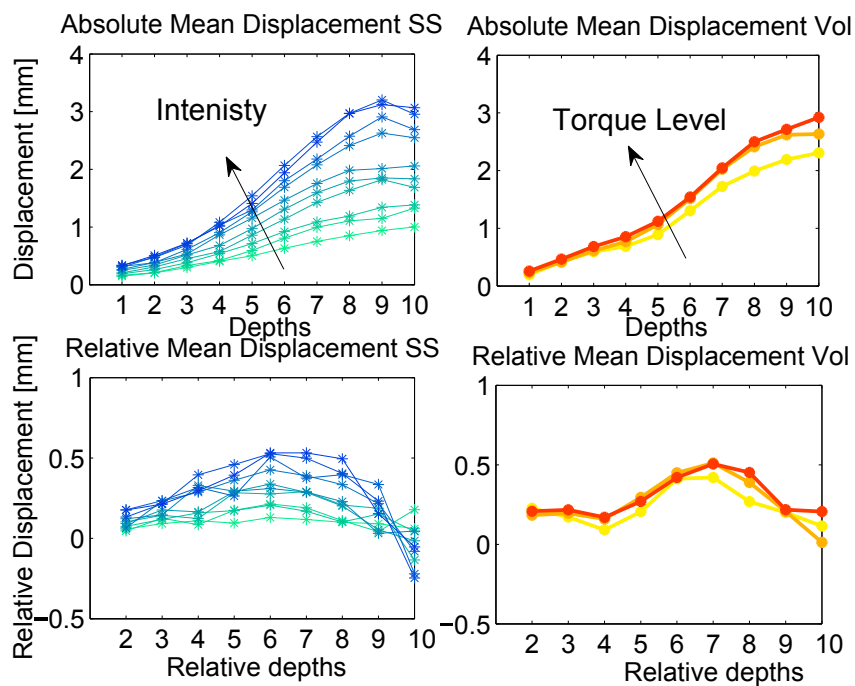 Absolute Mean Displacement SS
Displacement [mm]
4
3
2
1
0
Intenisty
1 2 3 4 5 6 7 8 9 10
Depths
Absolute Mean Displacement Vol
4
3
2
1
0
Torque Level
1 2 3 4 5 6 7 8 9 10
Depths
Relative Mean Displacement SS
Relative Displacement [mm]
1
0.5
0
−0.5
2 3 4 5 6 7 8 9 10
Relative depths
Relative Mean Displacement Vol
1
0.5
0
−0.5
2 3 4 5 6 7 8 9 10
Relative depths